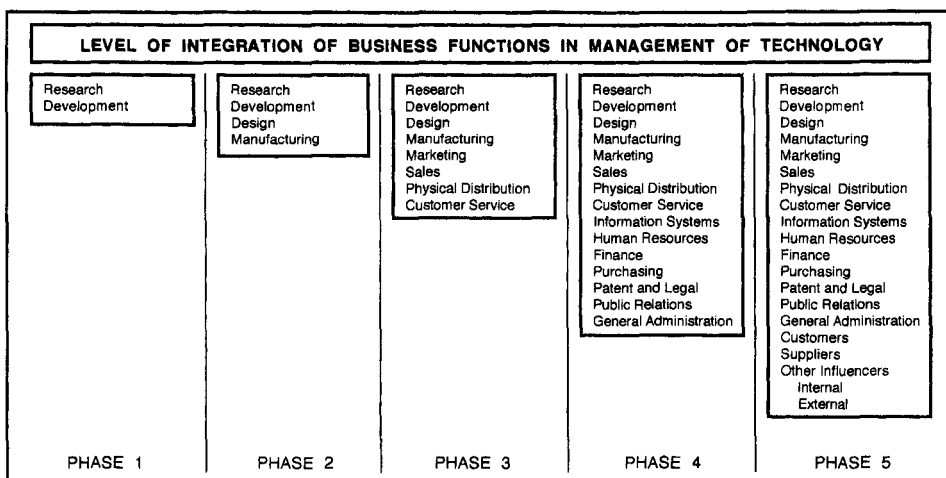 LEVEL OF INTEGRATION OF BUSINESS FUNCTIONS IN MANAGEMENT OF TECHNOLOGY
Research
Development
PHASE 1
Research
Development
Design
Manufacturing
PHASE 2
Research
Development
Design
Manufacturing
Marketing
Sales
Physical Distribution
Customer Service
PHASE 3
Research
Development
Design
Manufacturing
Marketing
Sales
Physical Distribution
Customer Service
Information Systems
Human Resources
Finance
Purchasing
Patent and Legal
Public Relations
General Administration
PHASE 4
Research
Development
Design
Manufacturing
Marketing
Sales
Physical Distribution
Customer Service
Information Systems
Human Resources
Finance
Purchasing
Patent and Legal
Public Relations
General Administration
Customers
Suppliers
Other Influencers
Internal
External
PHASE 5